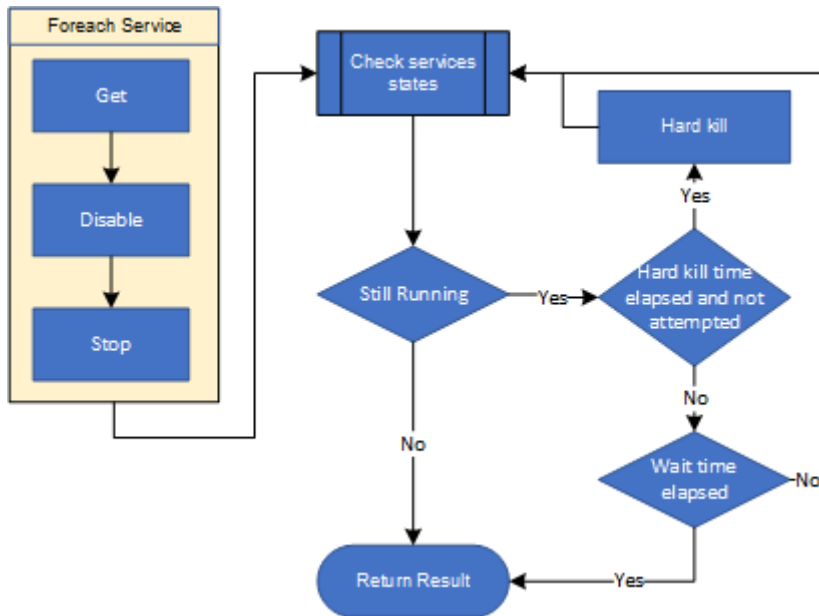 Foreach Service
Get
Disable
Stop
Check services
states
Hard kill
Yes
Still Running
Yes
Hard kill time
elapsed and not
attempted
No
No
Wait time
elapsed
No
Return Result
Yes